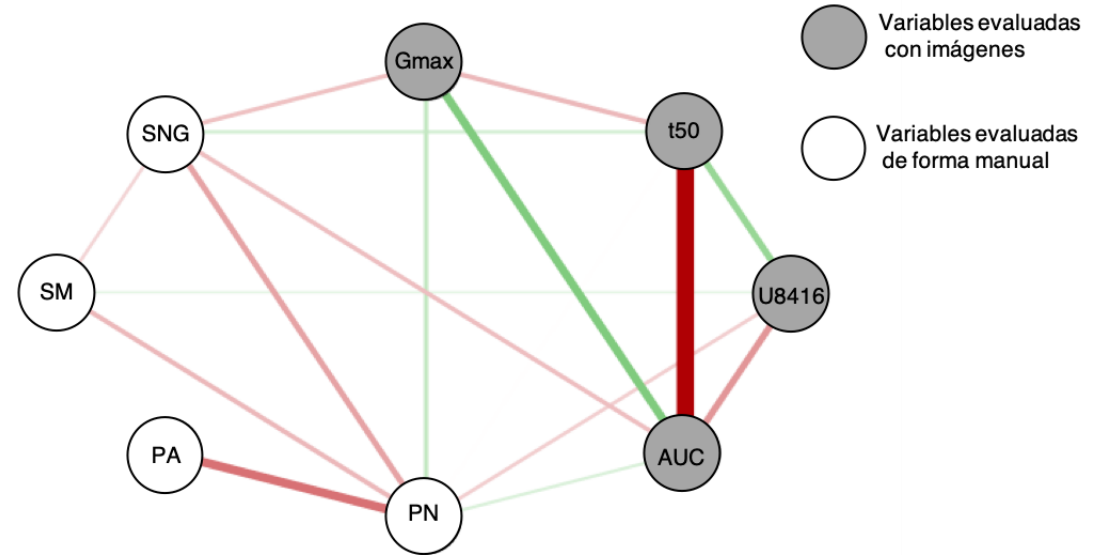 Variables evaluadas
con imágenes
Gmax
SNG
t50
Variables evaluadas
de forma manual
SM
U8416
PA
AUC
PN